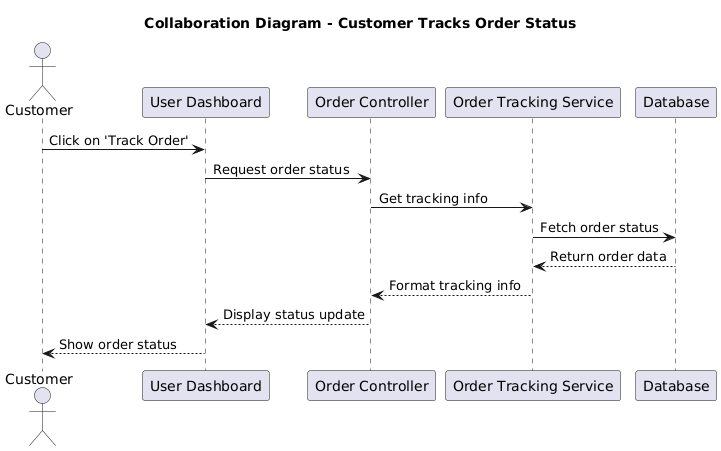 Collaboration Diagram - Customer Tracks Order Status
Customer
User Dashboard
Order Controller
Order Tracking Service
Database
Click on 'Track Order'
Request order status
Get tracking info
Fetch order status
Return order data
Format tracking info
Display status update
Show order status
Customer
User Dashboard
Order Controller
Order Tracking Service
Database